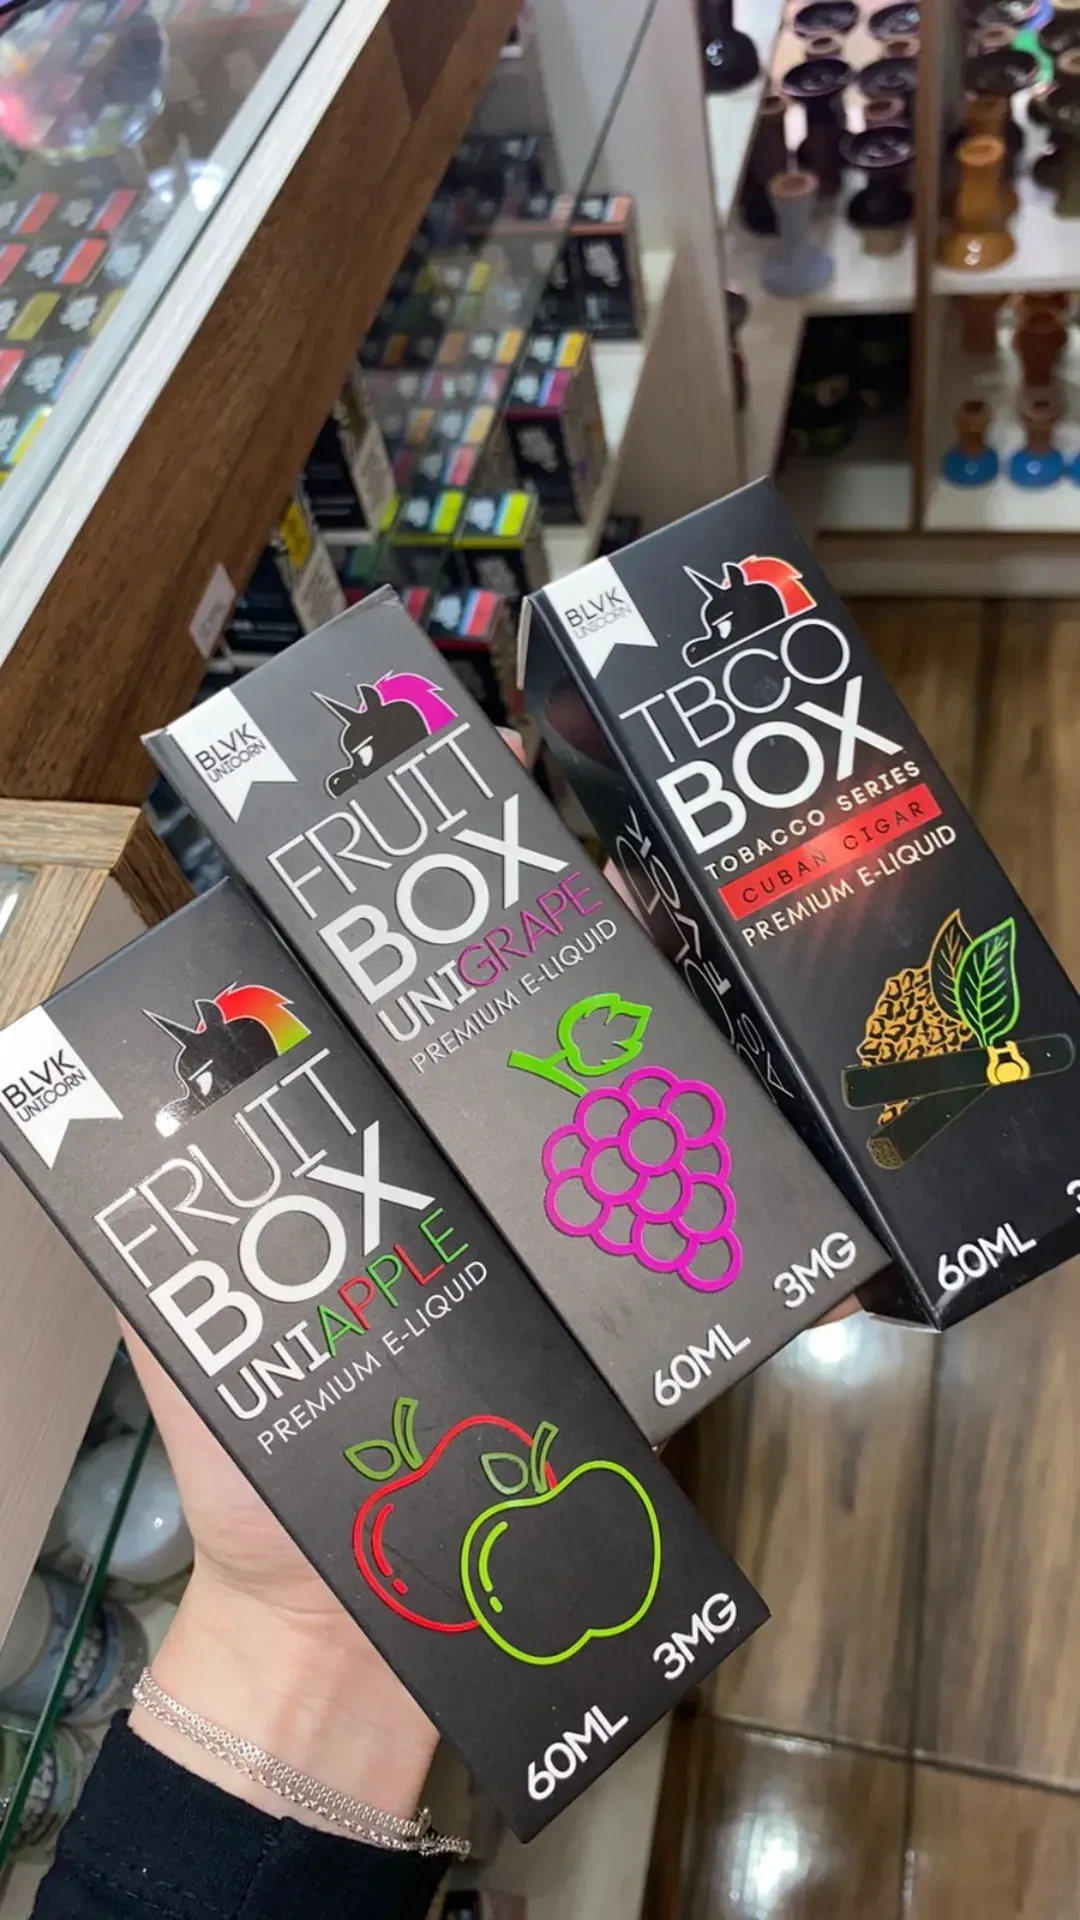 BLVK
UNICORN
FRUIT
BOX
UNIAPPLE
PREMIUM E-LIQUID
60ML
3MG
BLVK
UNICORN
FRUIT
BOX
UNIGRAPE
PREMIUM E-LIQUID
60ML
3MG
BLVK
UNICORN
TBCO
BOX
TOBACCO SERIES
CUBAN CIGAR
PREMIUM E-LIQUID
60ML
3